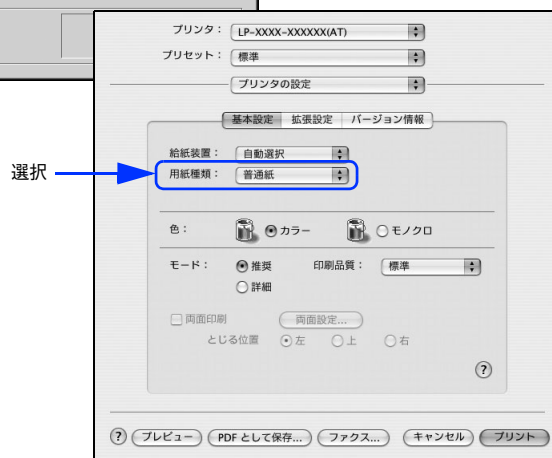 プリンタ： LP-XXXX-XXXXXX(AT)
プリセット： 標準
プリンタの設定
基本設定 拡張設定 バージョン情報
給紙装置： 自動選択
選択 用紙種類： 普通紙
色： カラー モノクロ
モード： 推奨 印刷品質： 標準
詳細
両面印刷 両面設定...
とじる位置 左 上 右
?
? プレビュー PDF として保存... ファクス... キャンセル プリント